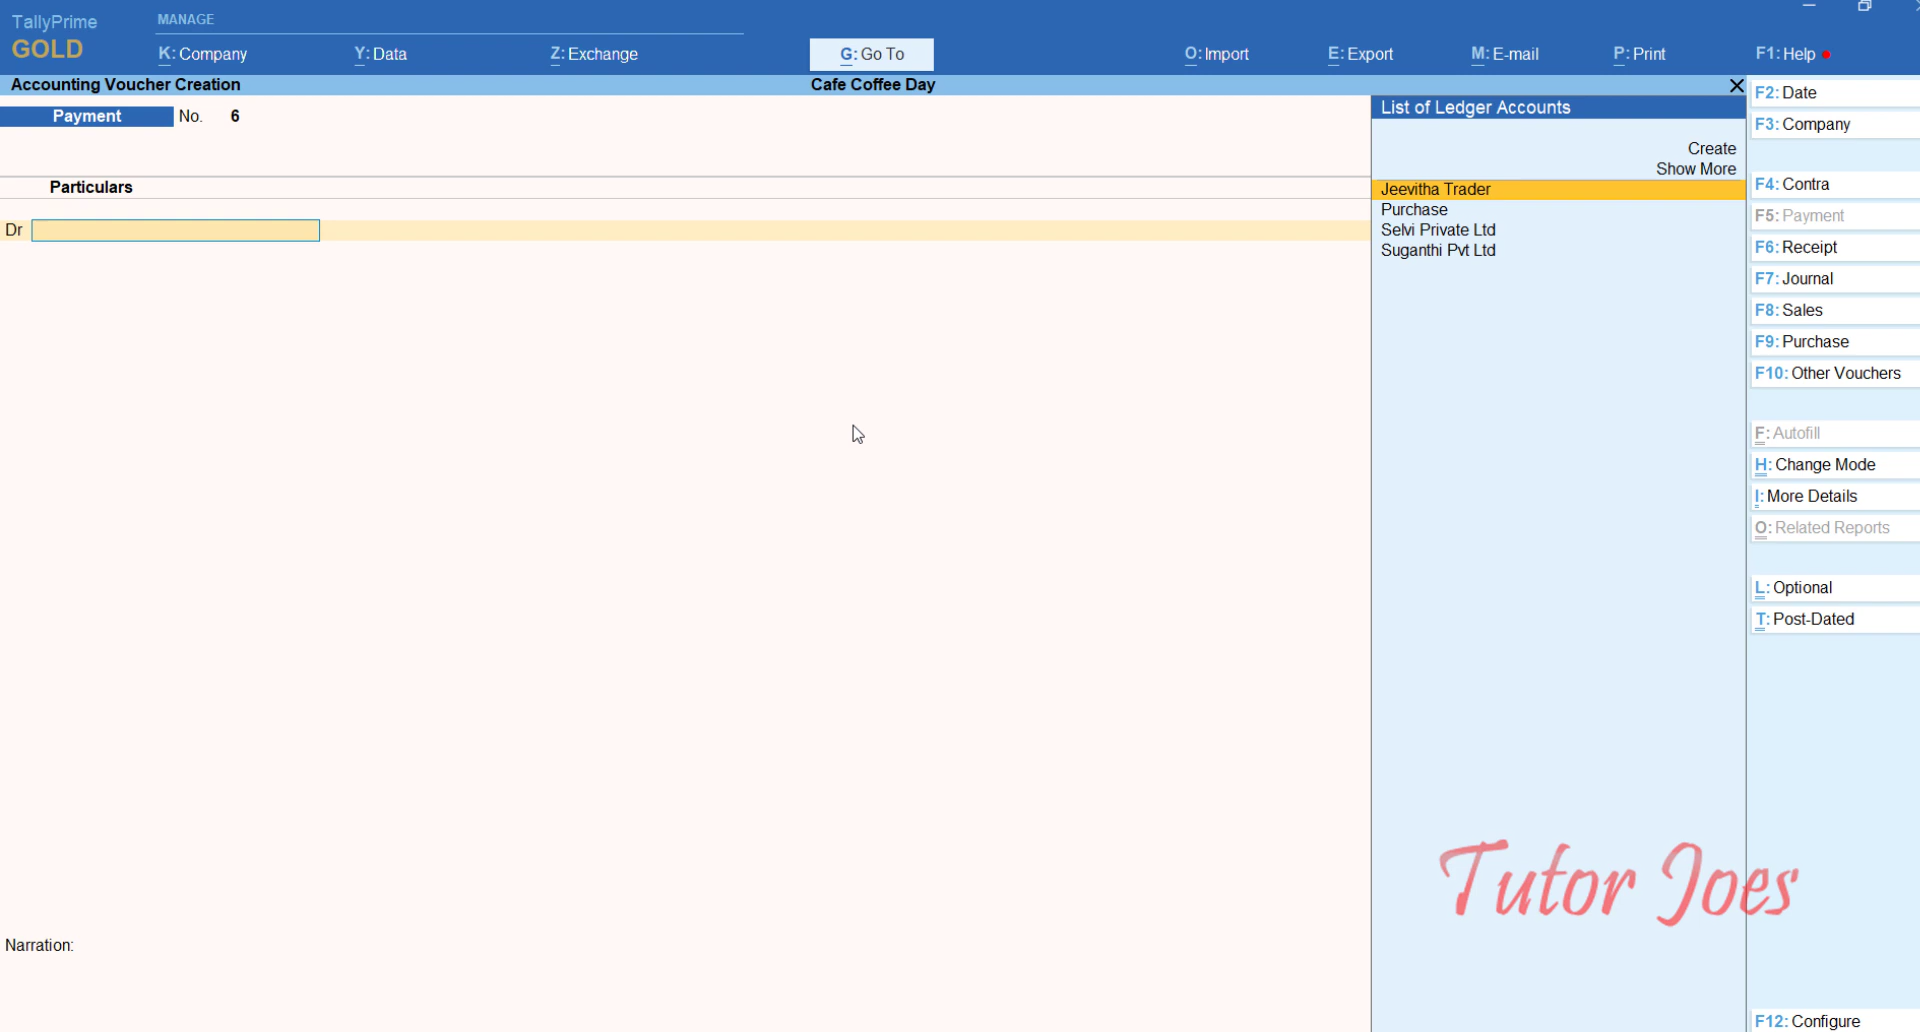 TallyPrime
GOLD
MANAGE
K: Company
Y: Data
Z: Exchange
G: Go To
O: Import
E: Export
M: E-mail
P: Print
F1: Help
Accounting Voucher Creation
Cafe Coffee Day
Payment No. 6
Particulars
Dr
Narration:
List of Ledger Accounts
Create
Show More
Jeevitha Trader
Purchase
Selvi Private Ltd
Suganthi Pvt Ltd
F2: Date
F3: Company
F4: Contra
F5: Payment
F6: Receipt
F7: Journal
F8: Sales
F9: Purchase
F10: Other Vouchers
F: Autofill
H: Change Mode
I: More Details
O: Related Reports
L: Optional
T: Post-Dated
Tutor Joes
F12: Configure